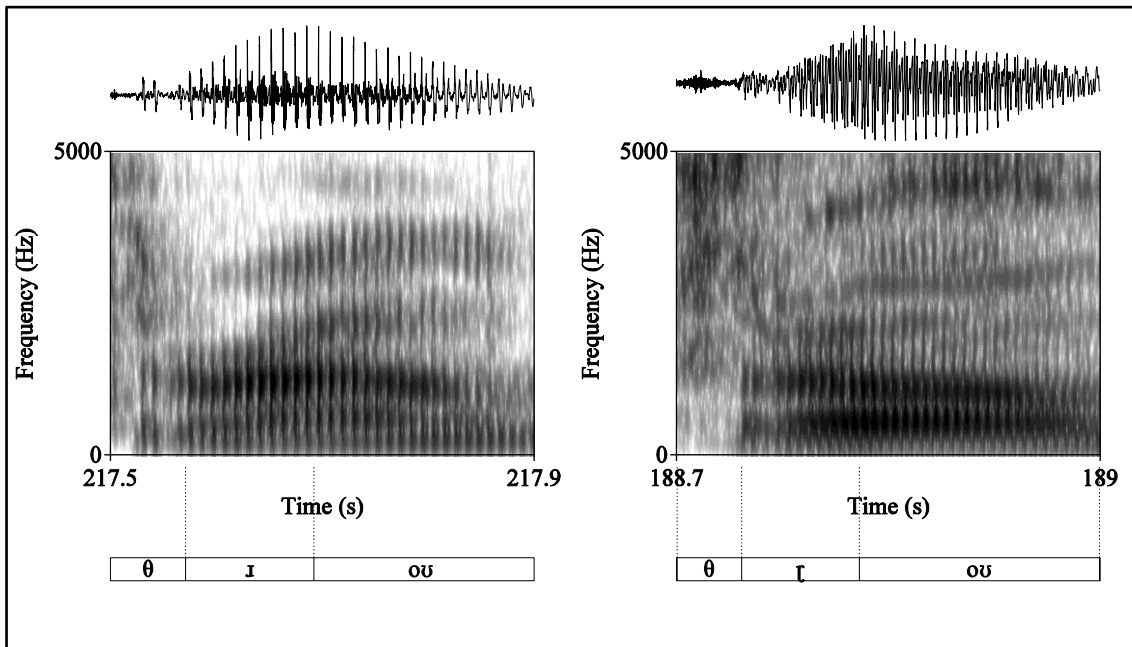 5000
Frequency (Hz)
0
217.5
217.9
Time (s)
θ ɹ oʊ
5000
Frequency (Hz)
0
188.7
189
Time (s)
θ ɽ oʊ